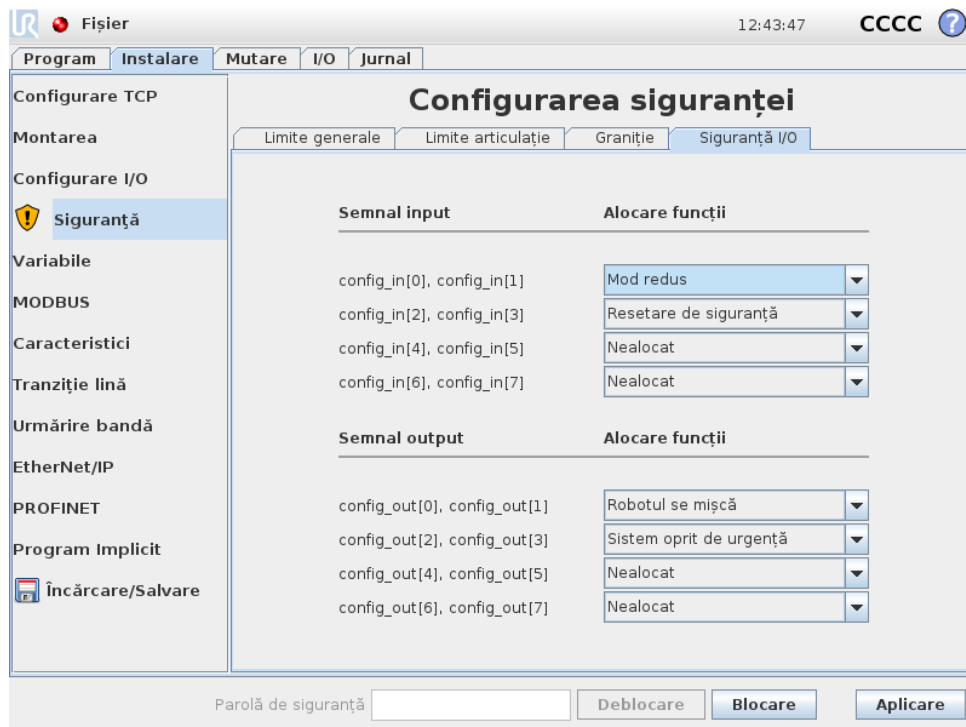 UR Fișier 12:43:47 CCCC ?
Program Instalare Mutare I/O Jurnal
Configurare TCP
Montarea
Configurare I/O
Siguranță
Variabile
MODBUS
Caracteristici
Tranziție lină
Urmărire bandă
EtherNet/IP
PROFINET
Program Implicit
Încărcare/Salvare
Configurarea siguranței
Limite generale Limite articulație Graniție Siguranță I/O
Semnal input Alocare funcții
config_in[0], config_in[1] Mod redus
config_in[2], config_in[3] Resetare de siguranță
config_in[4], config_in[5] Nealocat
config_in[6], config_in[7] Nealocat
Semnal output Alocare funcții
config_out[0], config_out[1] Robotul se mișcă
config_out[2], config_out[3] Sistem oprit de urgență
config_out[4], config_out[5] Nealocat
config_out[6], config_out[7] Nealocat
Parolă de siguranță Deblocare Blocare Aplicare